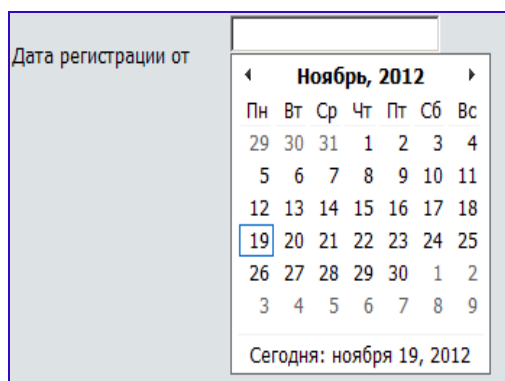 Дата регистрации от
Ноябрь, 2012
Пн Вт Ср Чт Пт Сб Вс
29 30 31 1 2 3 4
5 6 7 8 9 10 11
12 13 14 15 16 17 18
19 20 21 22 23 24 25
26 27 28 29 30 1 2
3 4 5 6 7 8 9
Сегодня: ноября 19, 2012